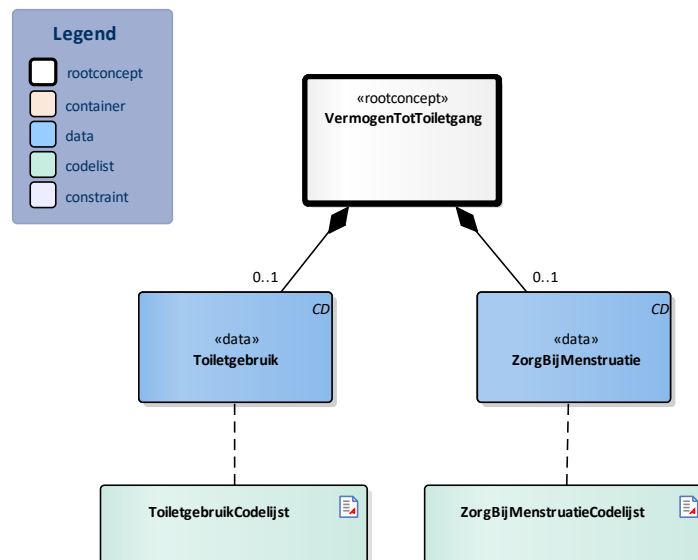 Legend
rootconcept
container
data
codelist
constraint
«rootconcept»
VermogenTotToiletgang
0..1
0..1
CD
«data»
Toiletgebruik
CD
«data»
ZorgBijMenstruatie
ToiletgebruikCodelijst
ZorgBijMenstruatieCodelijst